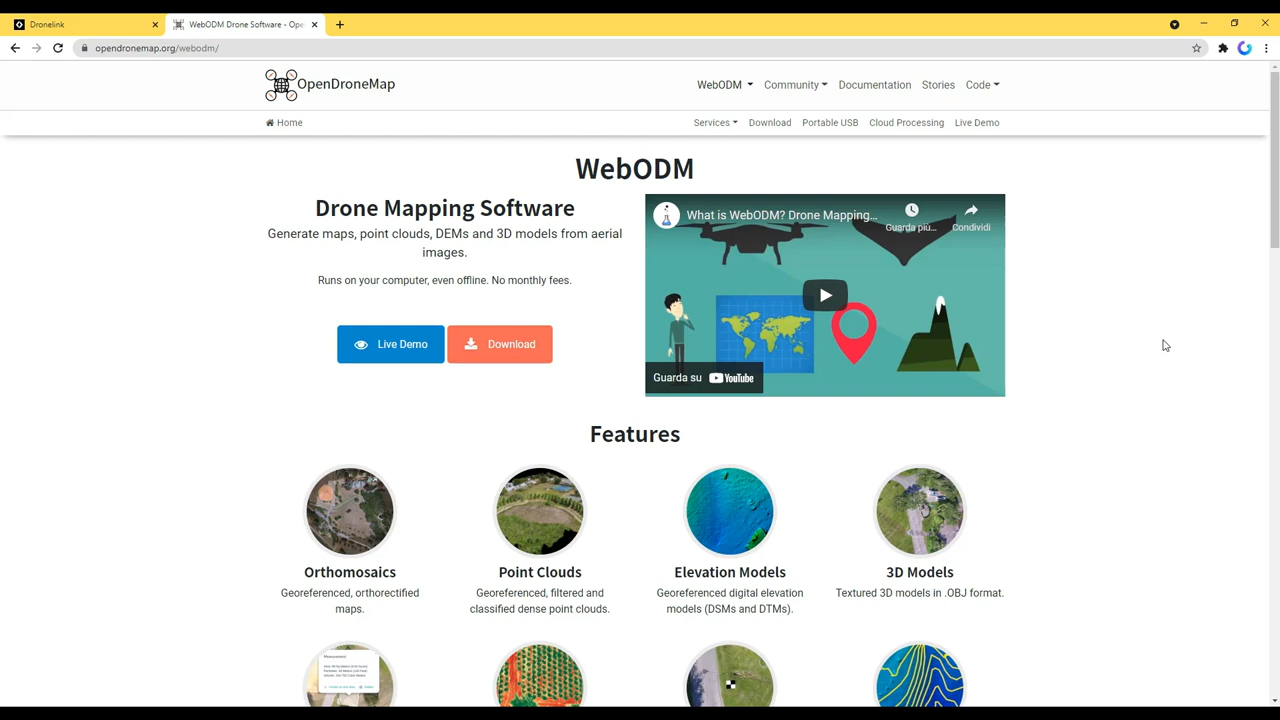 Dronelink
WebODM Drone Software - Ope
opendronemap.org/webodm/
OpenDroneMap
WebODM
Community
Documentation
Stories
Code
Home
Services
Download
Portable USB
Cloud Processing
Live Demo
WebODM
Drone Mapping Software
Generate maps, point clouds, DEMs and 3D models from aerial
images.
Runs on your computer, even offline. No monthly fees.
Live Demo
Download
What is WebODM? Drone Mapping...
Guarda piu...
Condividi
Guarda su YouTube
Features
Orthomosaics
Georeferenced, orthorectified
maps.
Point Clouds
Georeferenced, filtered and
classified dense point clouds.
Elevation Models
Georeferenced digital elevation
models (DSMs and DTMs).
3D Models
Textured 3D models in .OBJ format.
Measurement